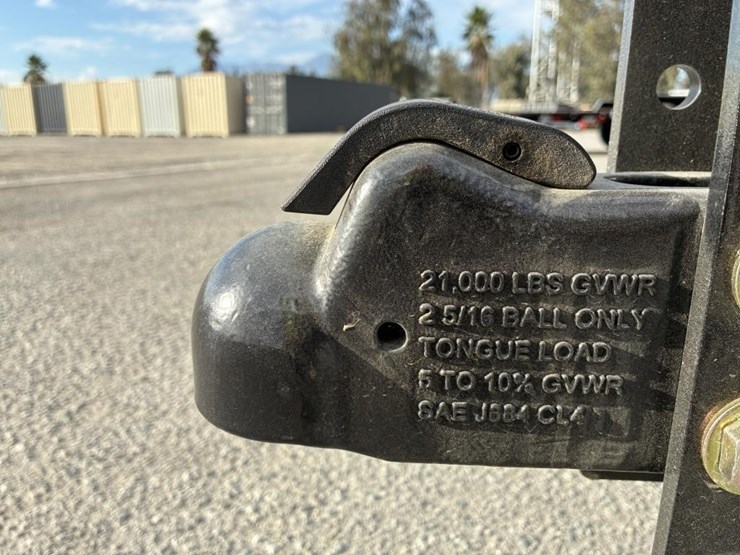 21,000 LBS GVWR
2 5/16 BALL ONLY
TONGUE LOAD
5 TO 10% GVWR
SAE J684 CL4